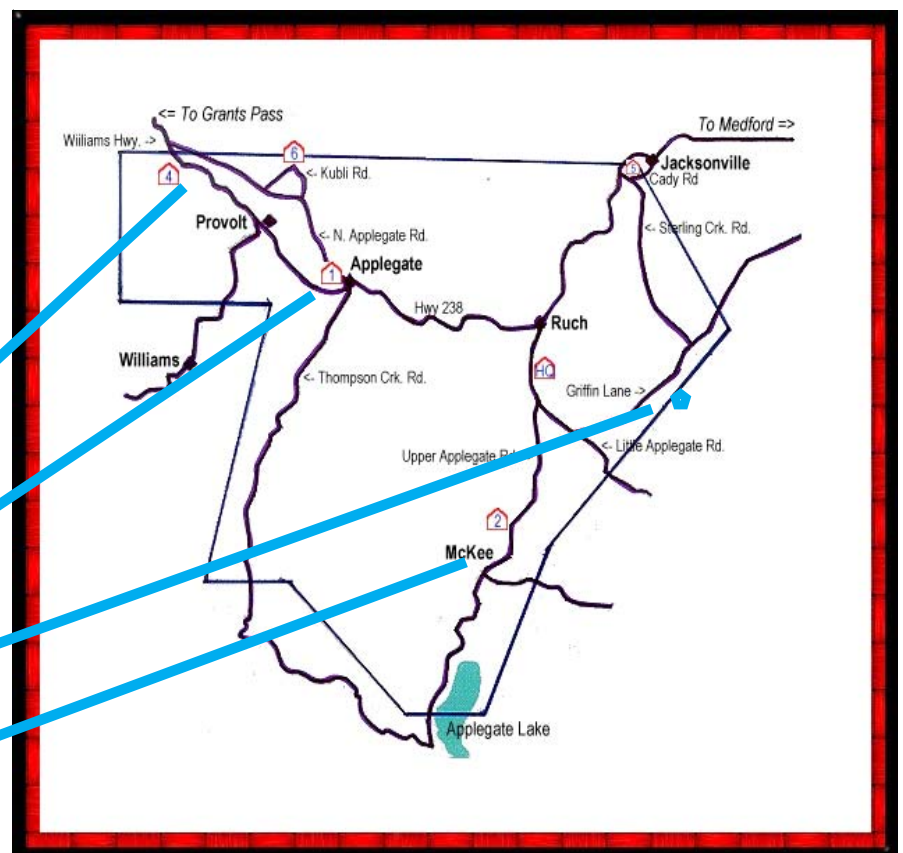 <= To Grants Pass
Wiiliams Hwy. ->
To Medford =>
6
Jacksonville
4
<- Kubli Rd.
5
Cady Rd
Provolt
<- N. Applegate Rd.
<- Sterling Crk. Rd.
Applegate
1
Hwy 238
Ruch
Williams
HQ
<- Thompson Crk. Rd.
Griffin Lane ->
Upper Applegate Rd.
<- Little Applegate Rd.
2
McKee
Applegate Lake